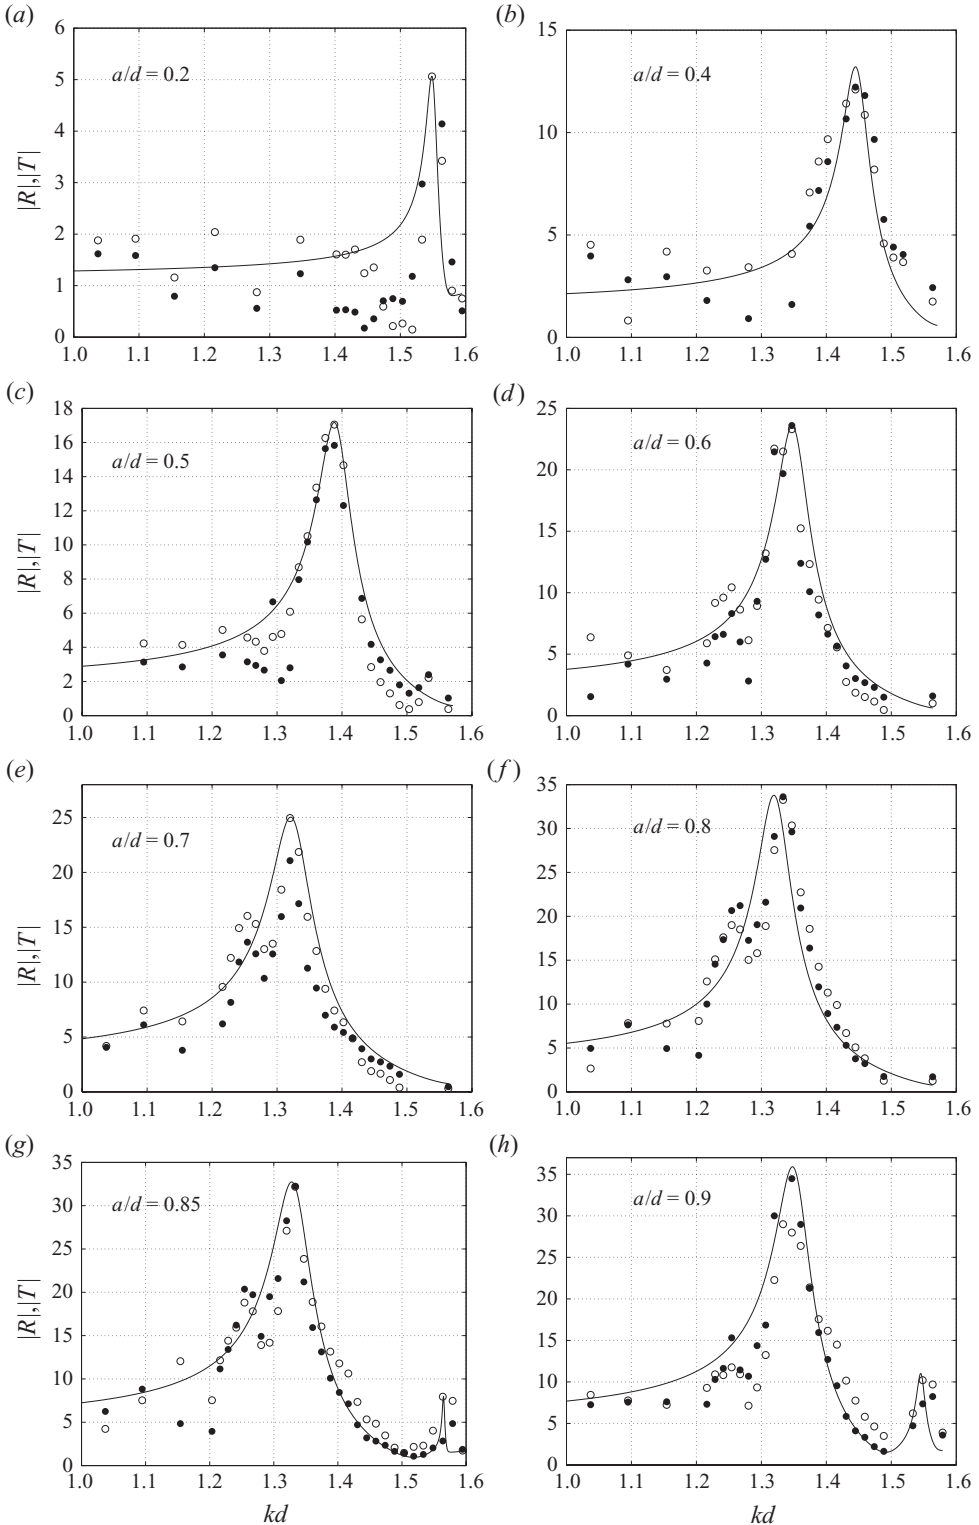 (a)
(b)
6
5
4
3
2
1
0
|R|,|T|
a/d = 0.2
1.0 1.1 1.2 1.3 1.4 1.5 1.6
15
10
5
0
a/d = 0.4
1.0 1.1 1.2 1.3 1.4 1.5 1.6
(c)
(d)
18
16
14
12
10
8
6
4
2
0
|R|,|T|
a/d = 0.5
1.0 1.1 1.2 1.3 1.4 1.5 1.6
25
20
15
10
5
0
a/d = 0.6
1.0 1.1 1.2 1.3 1.4 1.5 1.6
(e)
(f)
25
20
15
10
5
0
|R|,|T|
a/d = 0.7
1.0 1.1 1.2 1.3 1.4 1.5 1.6
35
30
25
20
15
10
5
0
a/d = 0.8
1.0 1.1 1.2 1.3 1.4 1.5 1.6
(g)
(h)
35
30
25
20
15
10
5
0
|R|,|T|
a/d = 0.85
1.0 1.1 1.2 1.3 1.4 1.5 1.6
kd
35
30
25
20
15
10
5
0
a/d = 0.9
1.0 1.1 1.2 1.3 1.4 1.5 1.6
kd